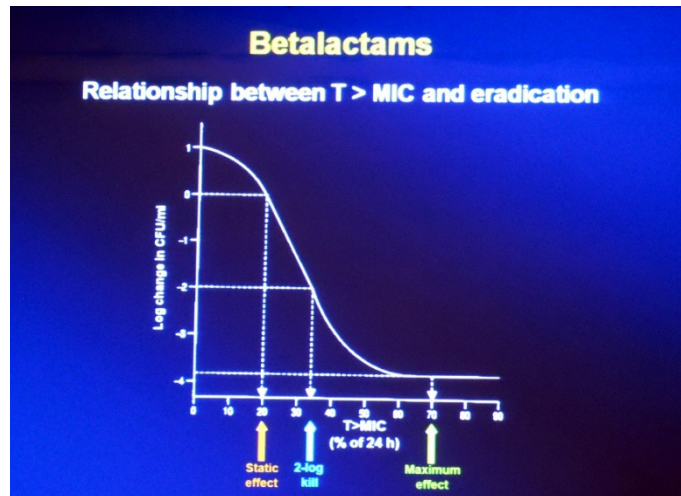 Betalactams
Relationship between T > MIC and eradication
Log change in CFU/ml
1
0
-1
-2
-3
-4
0 10 20 30 40 50 60 70 80 90
T>MIC
(% of 24 h)
Static
effect
2-log
kill
Maximum
effect